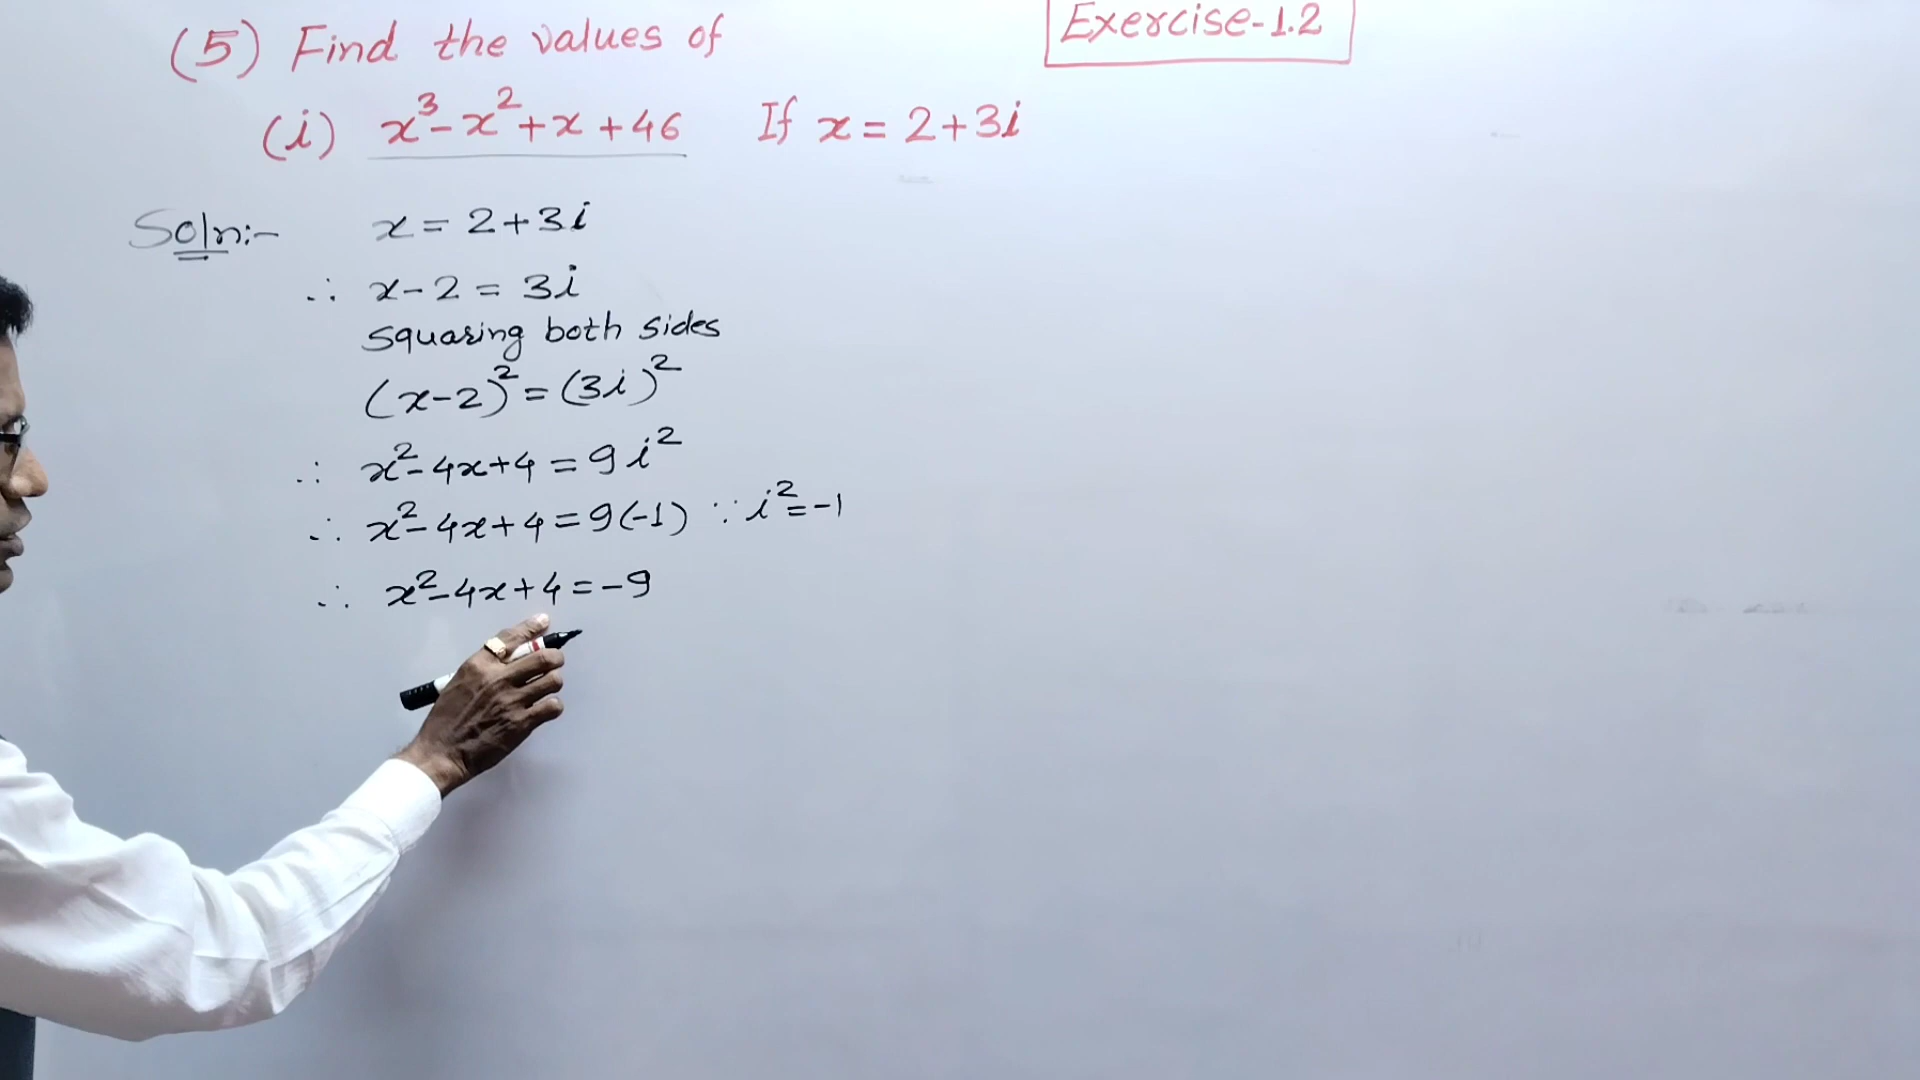 (5) Find the values of
Exercise-1.2
(i) x³-x²+x+46 If x = 2+3i
Soln:- x = 2+3i
∴ x-2 = 3i
squaring both sides
(x-2)² = (3i)²
∴ x²-4x+4 = 9i²
∴ x²-4x+4 = 9(-1) ∵ i²=-1
∴ x²-4x+4 = -9